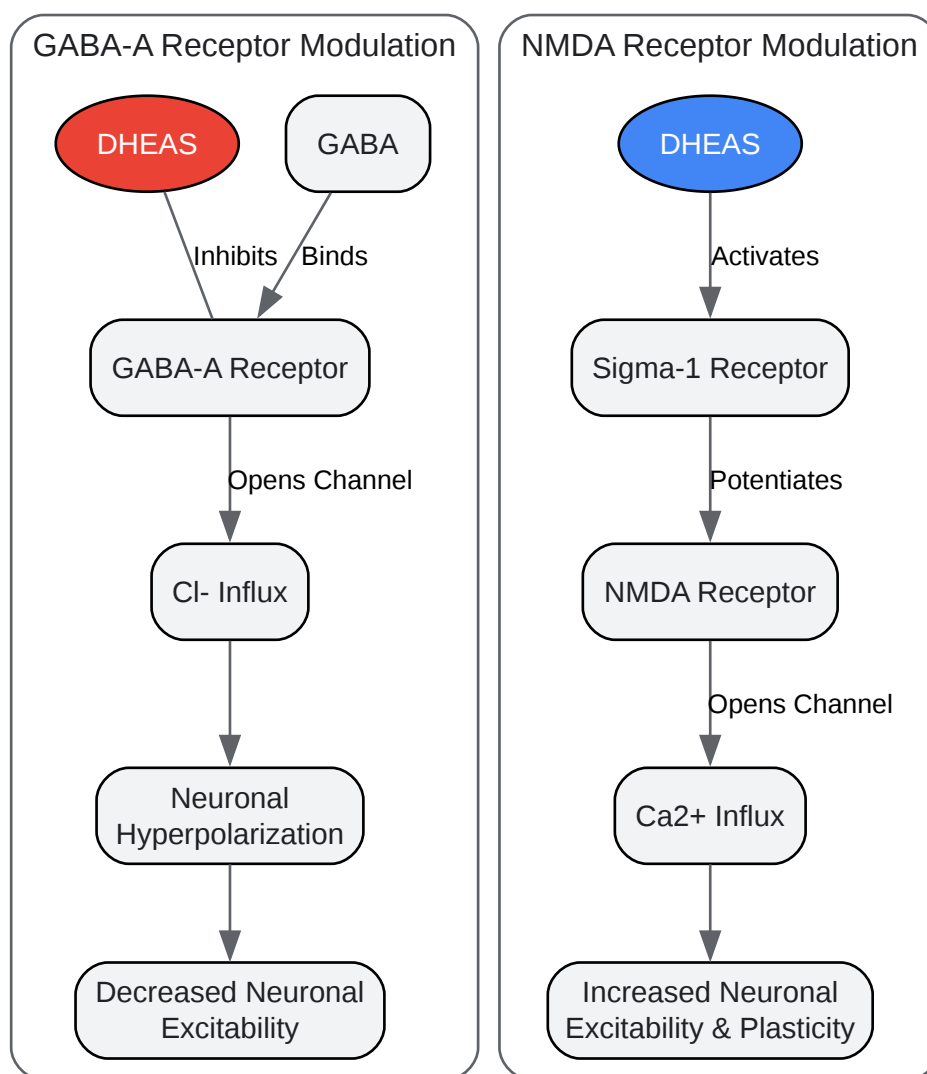 GABA-A Receptor Modulation
DHEAS
GABA
Inhibits
Binds
GABA-A Receptor
Opens Channel
Cl- Influx
Neuronal
Hyperpolarization
Decreased Neuronal
Excitability
NMDA Receptor Modulation
DHEAS
Activates
Sigma-1 Receptor
Potentiates
NMDA Receptor
Opens Channel
Ca2+ Influx
Increased Neuronal
Excitability & Plasticity